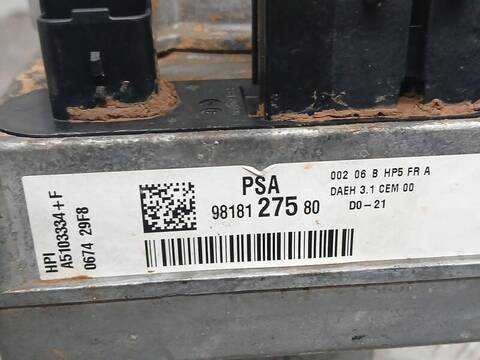 HPI
A5103334+F
0674 29F8
PSA
98181 275 80
002 06 B HP5 FR A
DAEH 3.1 CEM 00
D0-21